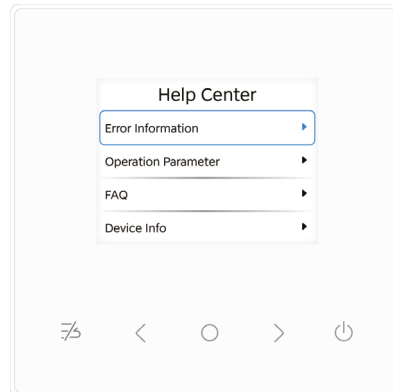 Help Center
Error Information
Operation Parameter
FAQ
Device Info